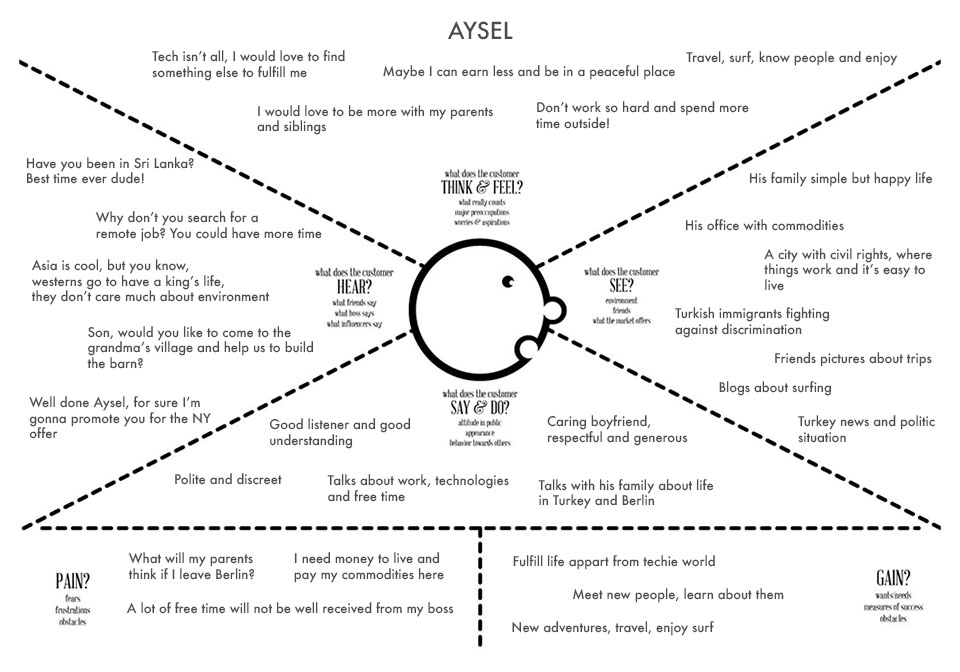 AYSEL
Tech isn't all, I would love to find
something else to fulfill me
Maybe I can earn less and be in a peaceful place
Travel, surf, know people and enjoy
I would love to be more with my parents
and siblings
Don't work so hard and spend more
time outside!
what does the customer
THINK & FEEL?
what really counts
major preoccupations
worries & aspirations
Have you been in Sri Lanka?
Best time ever dude!
Why don't you search for a
remote job? You could have more time
Asia is cool, but you know,
westerns go to have a king's life,
they don't care much about environment
Son, would you like to come to the
grandma's village and help us to build
the barn?
Well done Aysel, for sure I'm
gonna promote you for the NY
offer
what does the customer
HEAR?
what friends say
what boss says
what influencers say
what does the customer
SEE?
environment
friends
what the market offers
His family simple but happy life
His office with commodities
A city with civil rights, where
things work and it's easy to
live
Turkish immigrants fighting
against discrimination
Friends pictures about trips
Blogs about surfing
Turkey news and politic
situation
what does the customer
SAY & DO?
attitude in public
appearance
behavior towards others
Good listener and good
understanding
Caring boyfriend,
respectful and generous
Polite and discreet
Talks about work, technologies
and free time
Talks with his family about life
in Turkey and Berlin
PAIN?
fears
frustrations
obstacles
What will my parents
think if I leave Berlin?
I need money to live and
pay my commodities here
A lot of free time will not be well received from my boss
Fulfill life appart from techie world
Meet new people, learn about them
New adventures, travel, enjoy surf
GAIN?
wants/needs
measures of success
obstacles